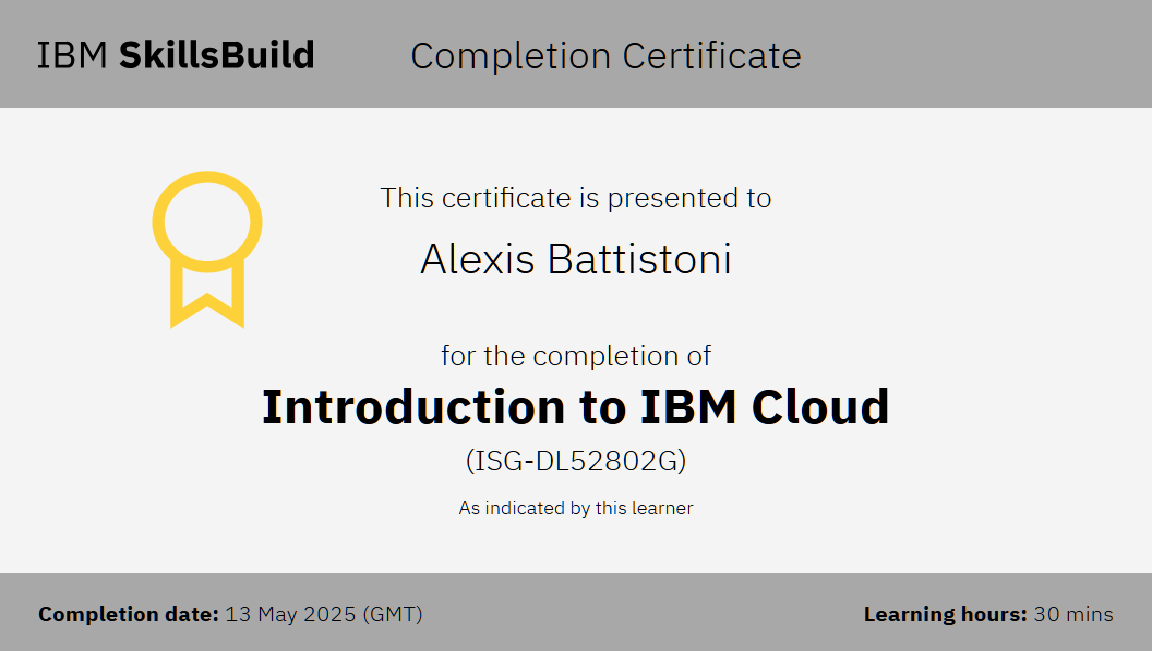 IBM SkillsBuild
Completion Certificate
This certificate is presented to
Alexis Battistoni
for the completion of
Introduction to IBM Cloud
(ISG-DL52802G)
As indicated by this learner
Completion date: 13 May 2025 (GMT)
Learning hours: 30 mins